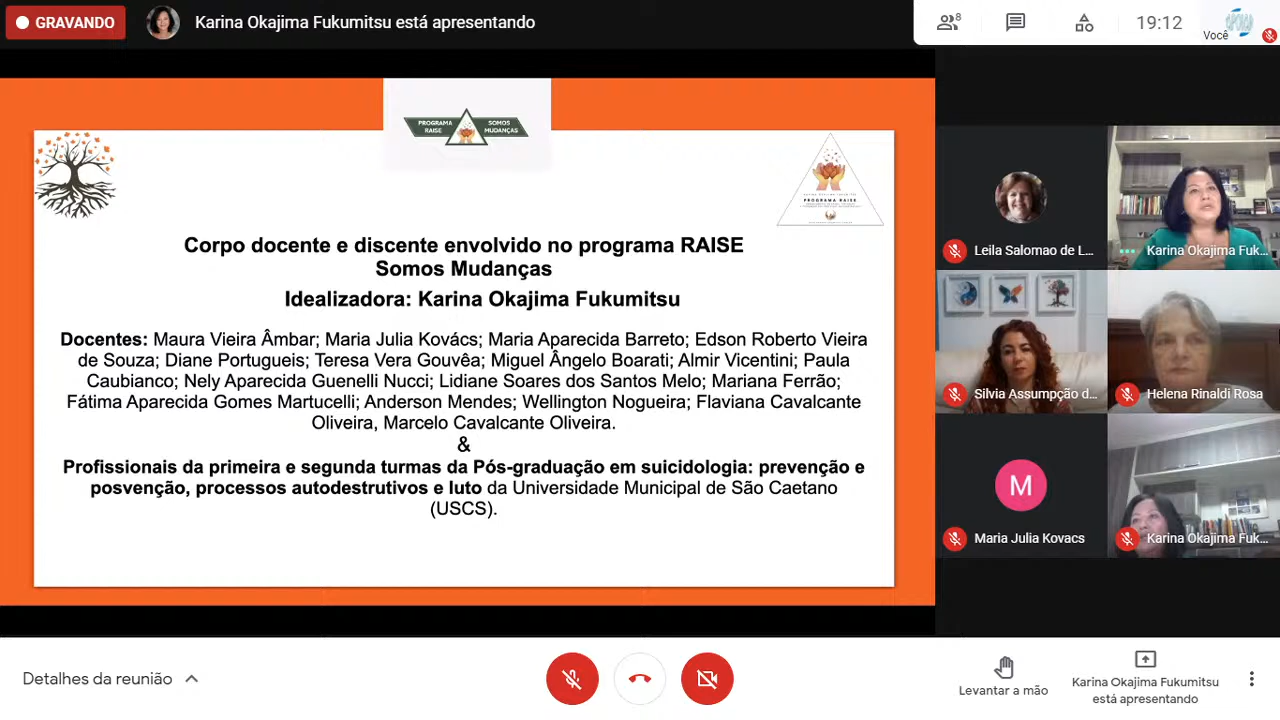 GRAVANDO
Karina Okajima Fukumitsu está apresentando
8
19:12
Você
PROGRAMA RAISE
SOMOS MUDANÇAS
PROGRAMA RAISE
Corpo docente e discente envolvido no programa RAISE
Somos Mudanças
Idealizadora: Karina Okajima Fukumitsu
Docentes: Maura Vieira Âmbar; Maria Julia Kovács; Maria Aparecida Barreto; Edson Roberto Vieira
de Souza; Diane Portugueis; Teresa Vera Gouvêa; Miguel Ângelo Boarati; Almir Vicentini; Paula
Caubianco; Nely Aparecida Guenelli Nucci; Lidiane Soares dos Santos Melo; Mariana Ferrão;
Fátima Aparecida Gomes Martucelli; Anderson Mendes; Wellington Nogueira; Flaviana Cavalcante
Oliveira, Marcelo Cavalcante Oliveira.
&
Profissionais da primeira e segunda turmas da Pós-graduação em suicidologia: prevenção e
posvenção, processos autodestrutivos e luto da Universidade Municipal de São Caetano
(USCS).
Leila Salomao de L...
Karina Okajima Fuk...
Silvia Assumpção d...
Helena Rinaldi Rosa
M
Maria Julia Kovacs
Karina Okajima Fuk...
Detalhes da reunião
Levantar a mão
Karina Okajima Fukumitsu
está apresentando